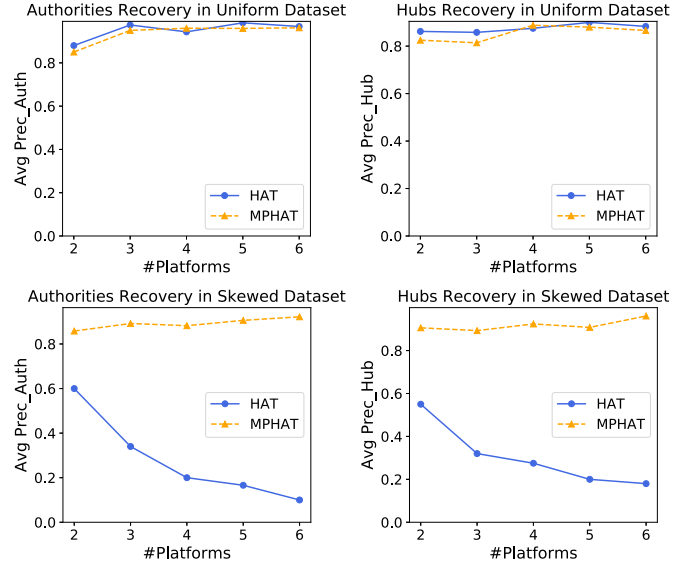 Authorities Recovery in Uniform Dataset
Avg Prec_Auth
0.8
0.6
0.4
0.2
0.0
HAT
MPHAT
2 3 4 5 6
#Platforms
Hubs Recovery in Uniform Dataset
Avg Prec_Hub
0.8
0.6
0.4
0.2
0.0
HAT
MPHAT
2 3 4 5 6
#Platforms
Authorities Recovery in Skewed Dataset
Avg Prec_Auth
0.8
0.6
0.4
0.2
0.0
HAT
MPHAT
2 3 4 5 6
#Platforms
Hubs Recovery in Skewed Dataset
Avg Prec_Hub
0.8
0.6
0.4
0.2
0.0
HAT
MPHAT
2 3 4 5 6
#Platforms